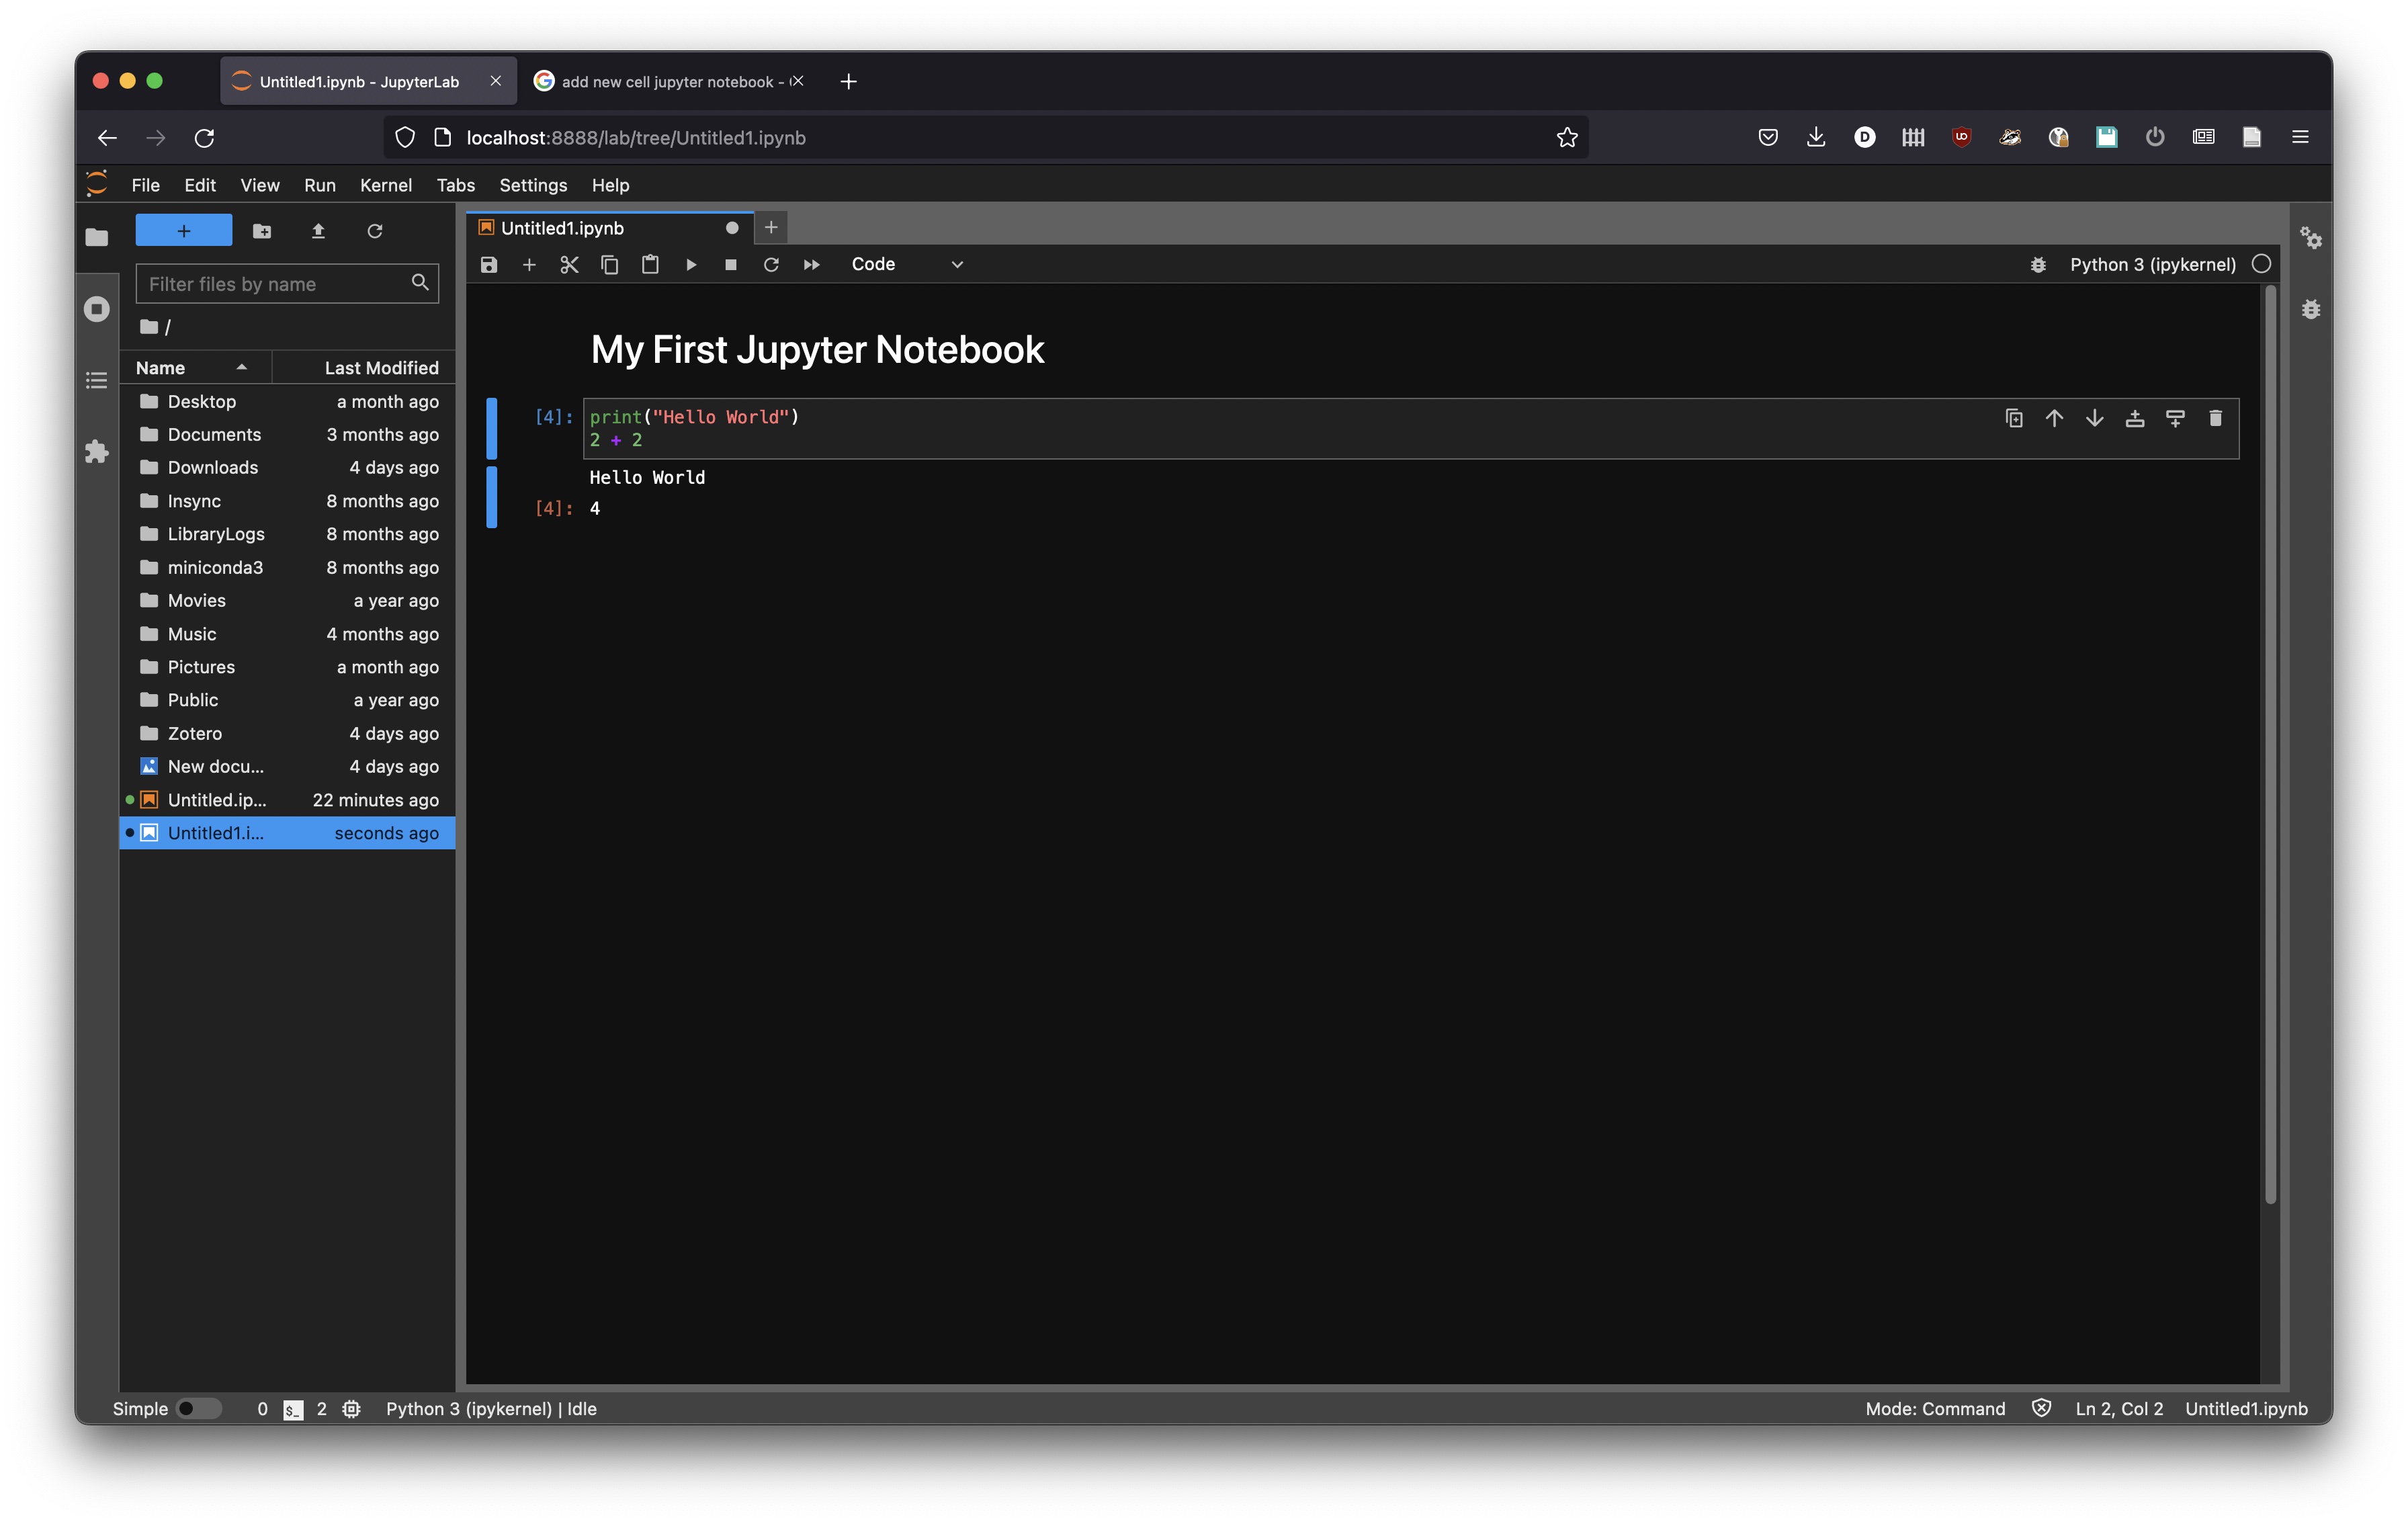 Untitled1.ipynb - JupyterLab
add new cell jupyter notebook -
localhost:8888/lab/tree/Untitled1.ipynb
D
UO
File Edit View Run Kernel Tabs Settings Help
Untitled1.ipynb
Filter files by name
Code
Python 3 (ipykernel)
/
Name Last Modified
Desktop a month ago
Documents 3 months ago
Downloads 4 days ago
Insync 8 months ago
LibraryLogs 8 months ago
miniconda3 8 months ago
Movies a year ago
Music 4 months ago
Pictures a month ago
Public a year ago
Zotero 4 days ago
New docu... 4 days ago
Untitled.ip... 22 minutes ago
Untitled1.i... seconds ago
My First Jupyter Notebook
[4]: print("Hello World")
2 + 2
Hello World
[4]: 4
Simple 0 $_ 2 Python 3 (ipykernel) | Idle Mode: Command Ln 2, Col 2 Untitled1.ipynb